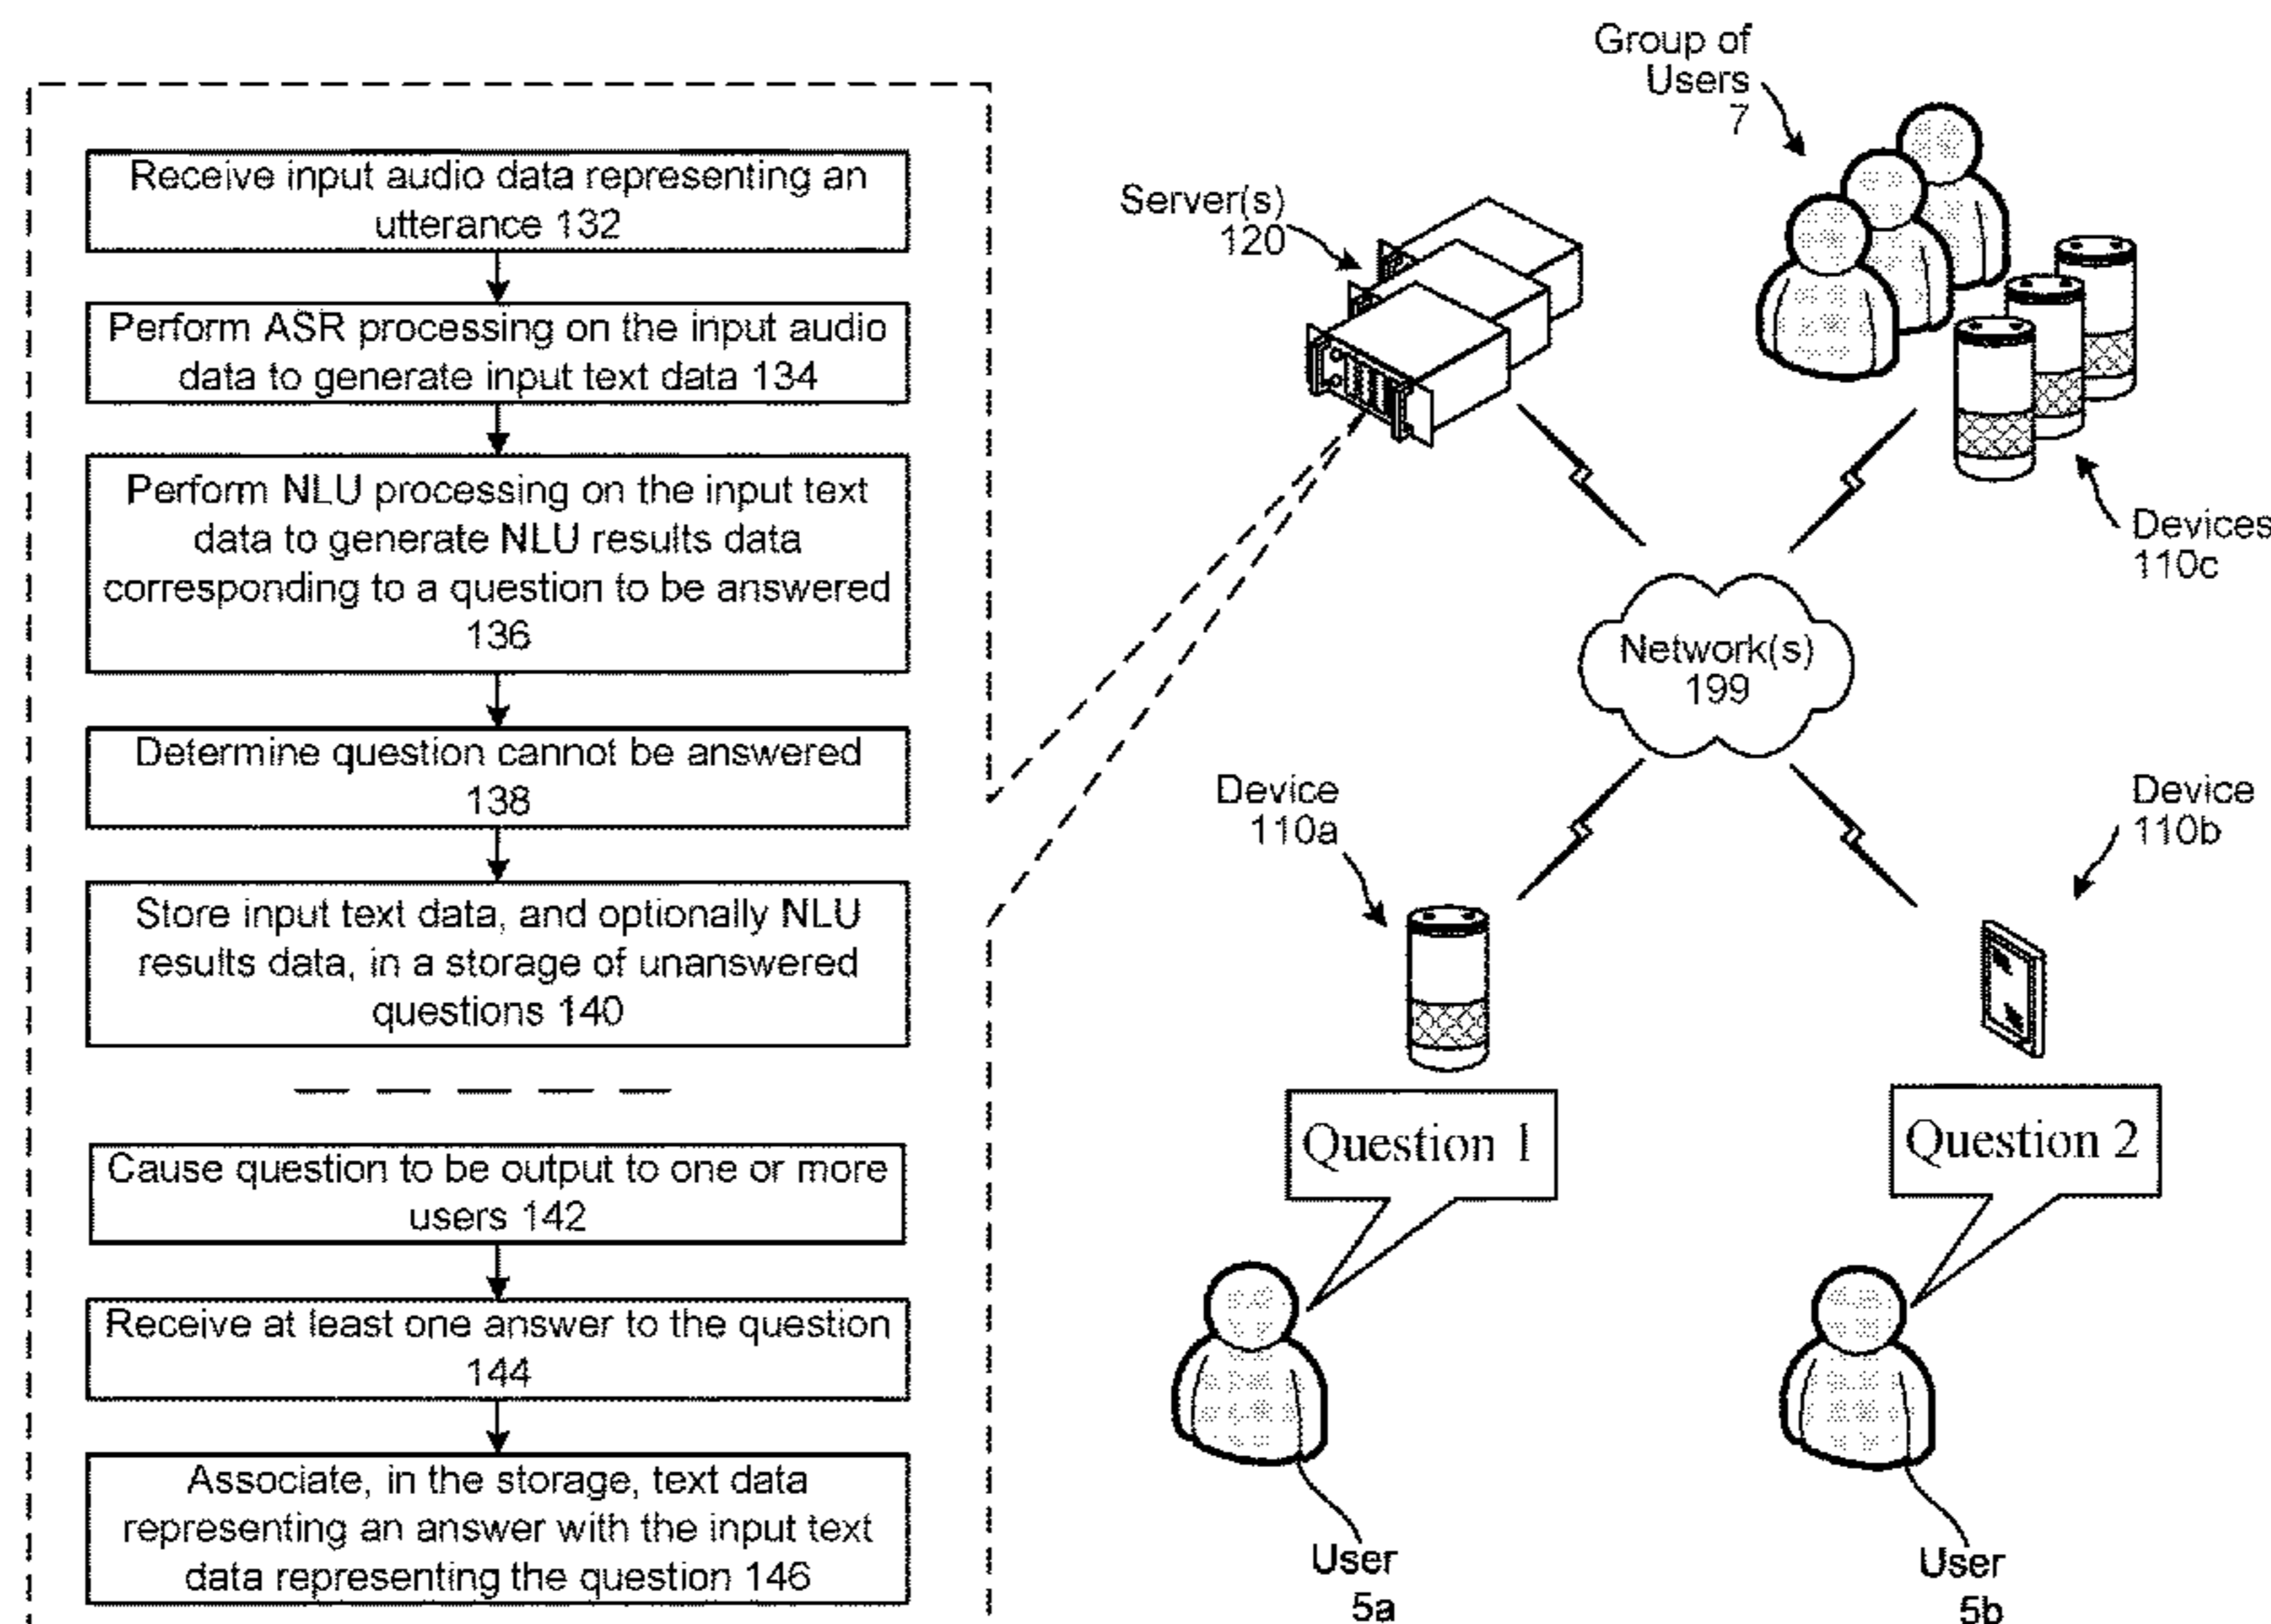 Receive input audio data representing an
utterance 132
Perform ASR processing on the input audio
data to generate input text data 134
Perform NLU processing on the input text
data to generate NLU results data
corresponding to a question to be answered
136
Determine question cannot be answered
138
Store input text data, and optionally NLU
results data, in a storage of unanswered
questions 140
Cause question to be output to one or more
users 142
Receive at least one answer to the question
144
Associate, in the storage, text data
representing an answer with the input text
data representing the question 146
Group of
Users
7
Server(s)
120
Devices
110c
Network(s)
199
Device
110a
Device
110b
Question 1
Question 2
User
5a
User
5b